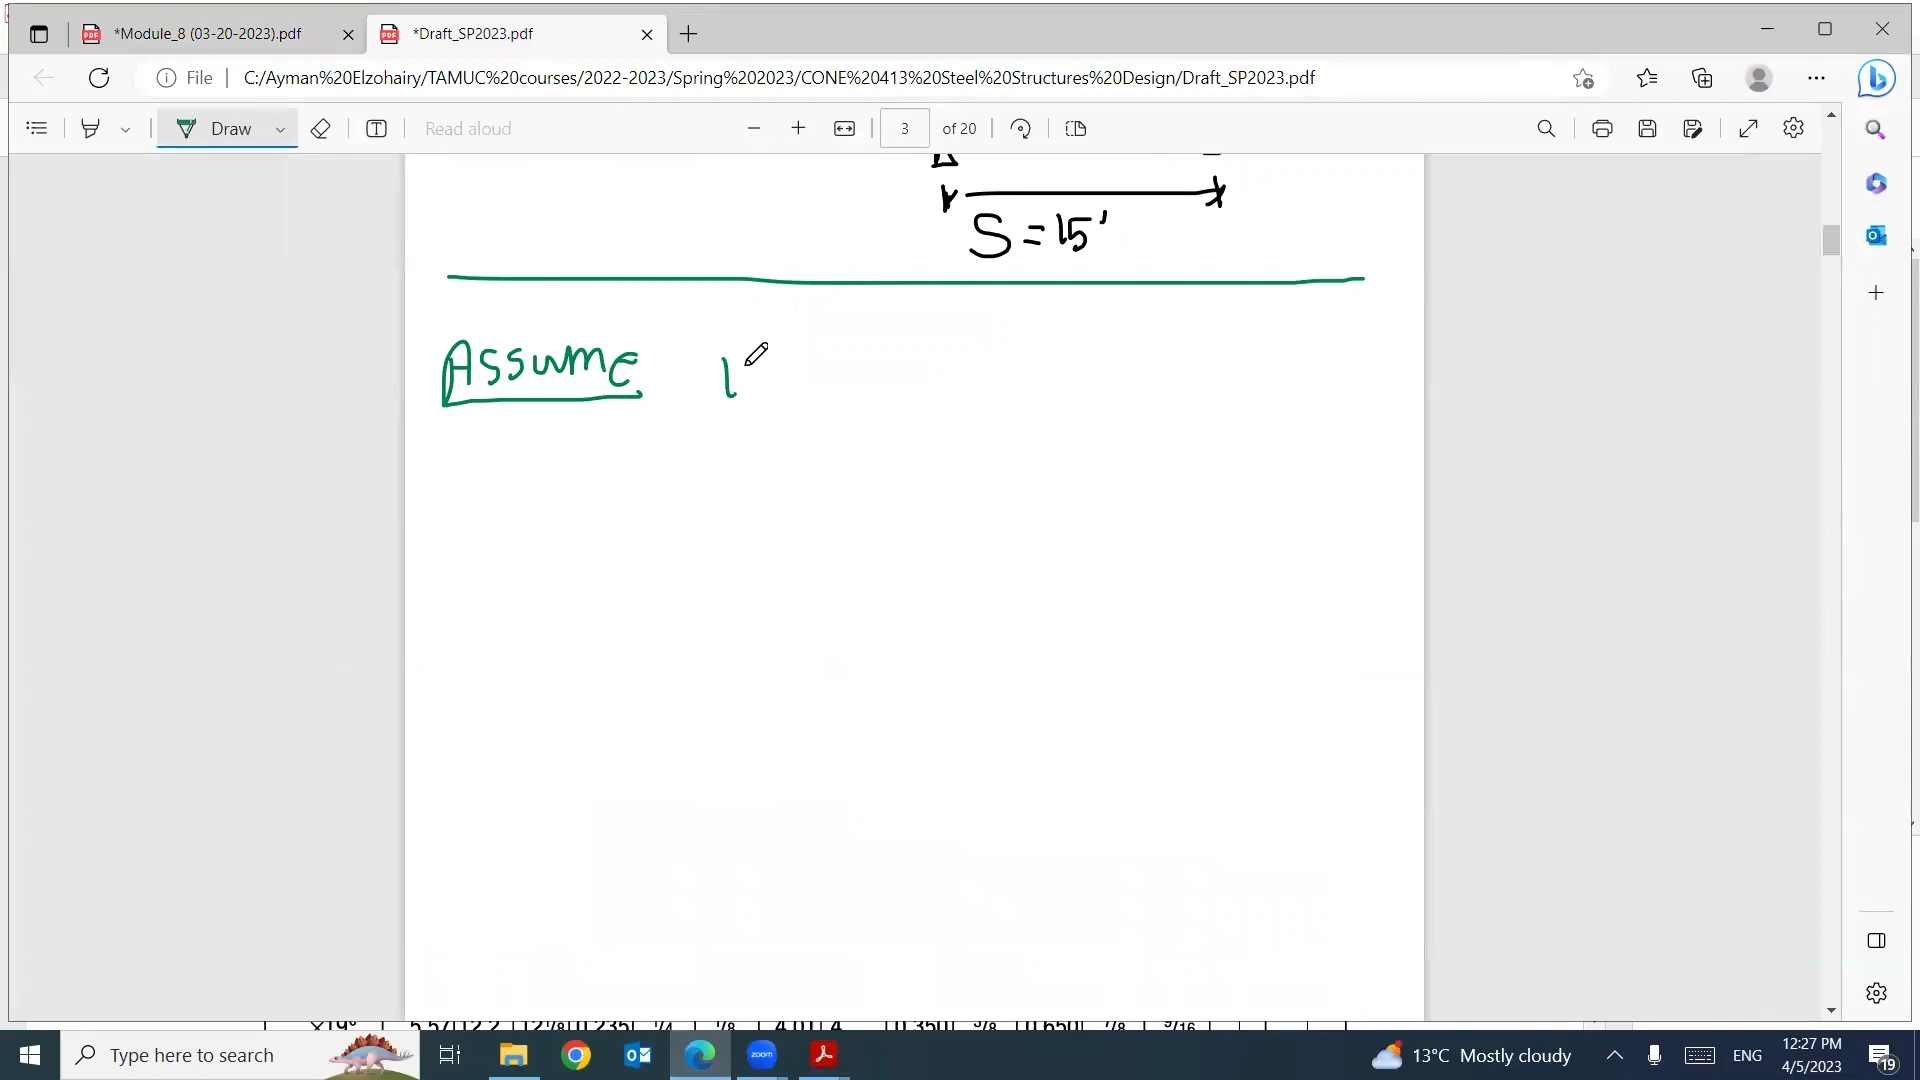 *Module_8 (03-20-2023).pdf
*Draft_SP2023.pdf
File | C:/Ayman%20Elzohairy/TAMUC%20courses/2022-2023/Spring%202023/CONE%20413%20Steel%20Structures%20Design/Draft_SP2023.pdf
Draw
Read aloud
3 of 20
S = 15'
Assume
Type here to search
13°C Mostly cloudy
ENG
12:27 PM
4/5/2023
19